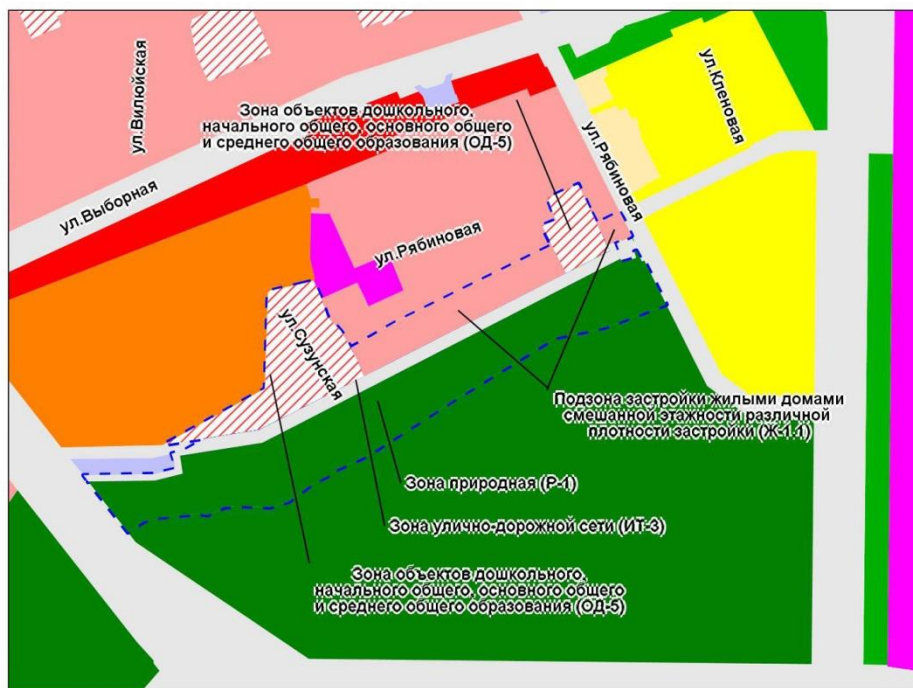 ул.Вилюйская
ул.Кленовая
Зона объектов дошкольного,
начального общего, основного общего
и среднего общего образования (ОД-5)
ул.Рябиновая
ул.Выборная
ул.Рябиновая
ул.Сузунская
Подзона застройки жилыми домами
смешанной этажности различной
плотности застройки (Ж-1.1)
Зона природная (Р-1)
Зона улично-дорожной сети (ИТ-3)
Зона объектов дошкольного,
начального общего, основного общего
и среднего общего образования (ОД-5)